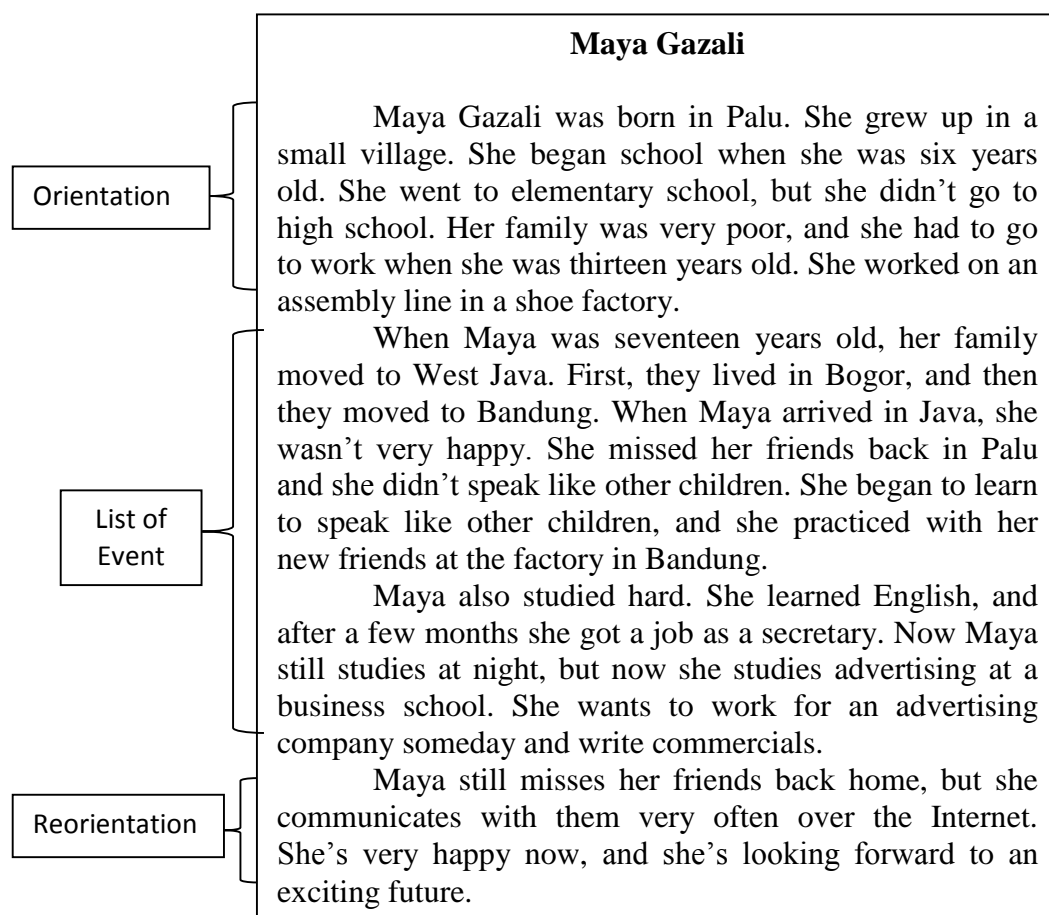 Maya Gazali
Maya Gazali was born in Palu. She grew up in a
small village. She began school when she was six years
old. She went to elementary school, but she didn’t go to
high school. Her family was very poor, and she had to go
to work when she was thirteen years old. She worked on an
assembly line in a shoe factory.
Orientation
When Maya was seventeen years old, her family
moved to West Java. First, they lived in Bogor, and then
they moved to Bandung. When Maya arrived in Java, she
wasn’t very happy. She missed her friends back in Palu
and she didn’t speak like other children. She began to learn
to speak like other children, and she practiced with her
new friends at the factory in Bandung.
Maya also studied hard. She learned English, and
after a few months she got a job as a secretary. Now Maya
still studies at night, but now she studies advertising at a
business school. She wants to work for an advertising
company someday and write commercials.
List of
Event
Maya still misses her friends back home, but she
communicates with them very often over the Internet.
She’s very happy now, and she’s looking forward to an
exciting future.
Reorientation